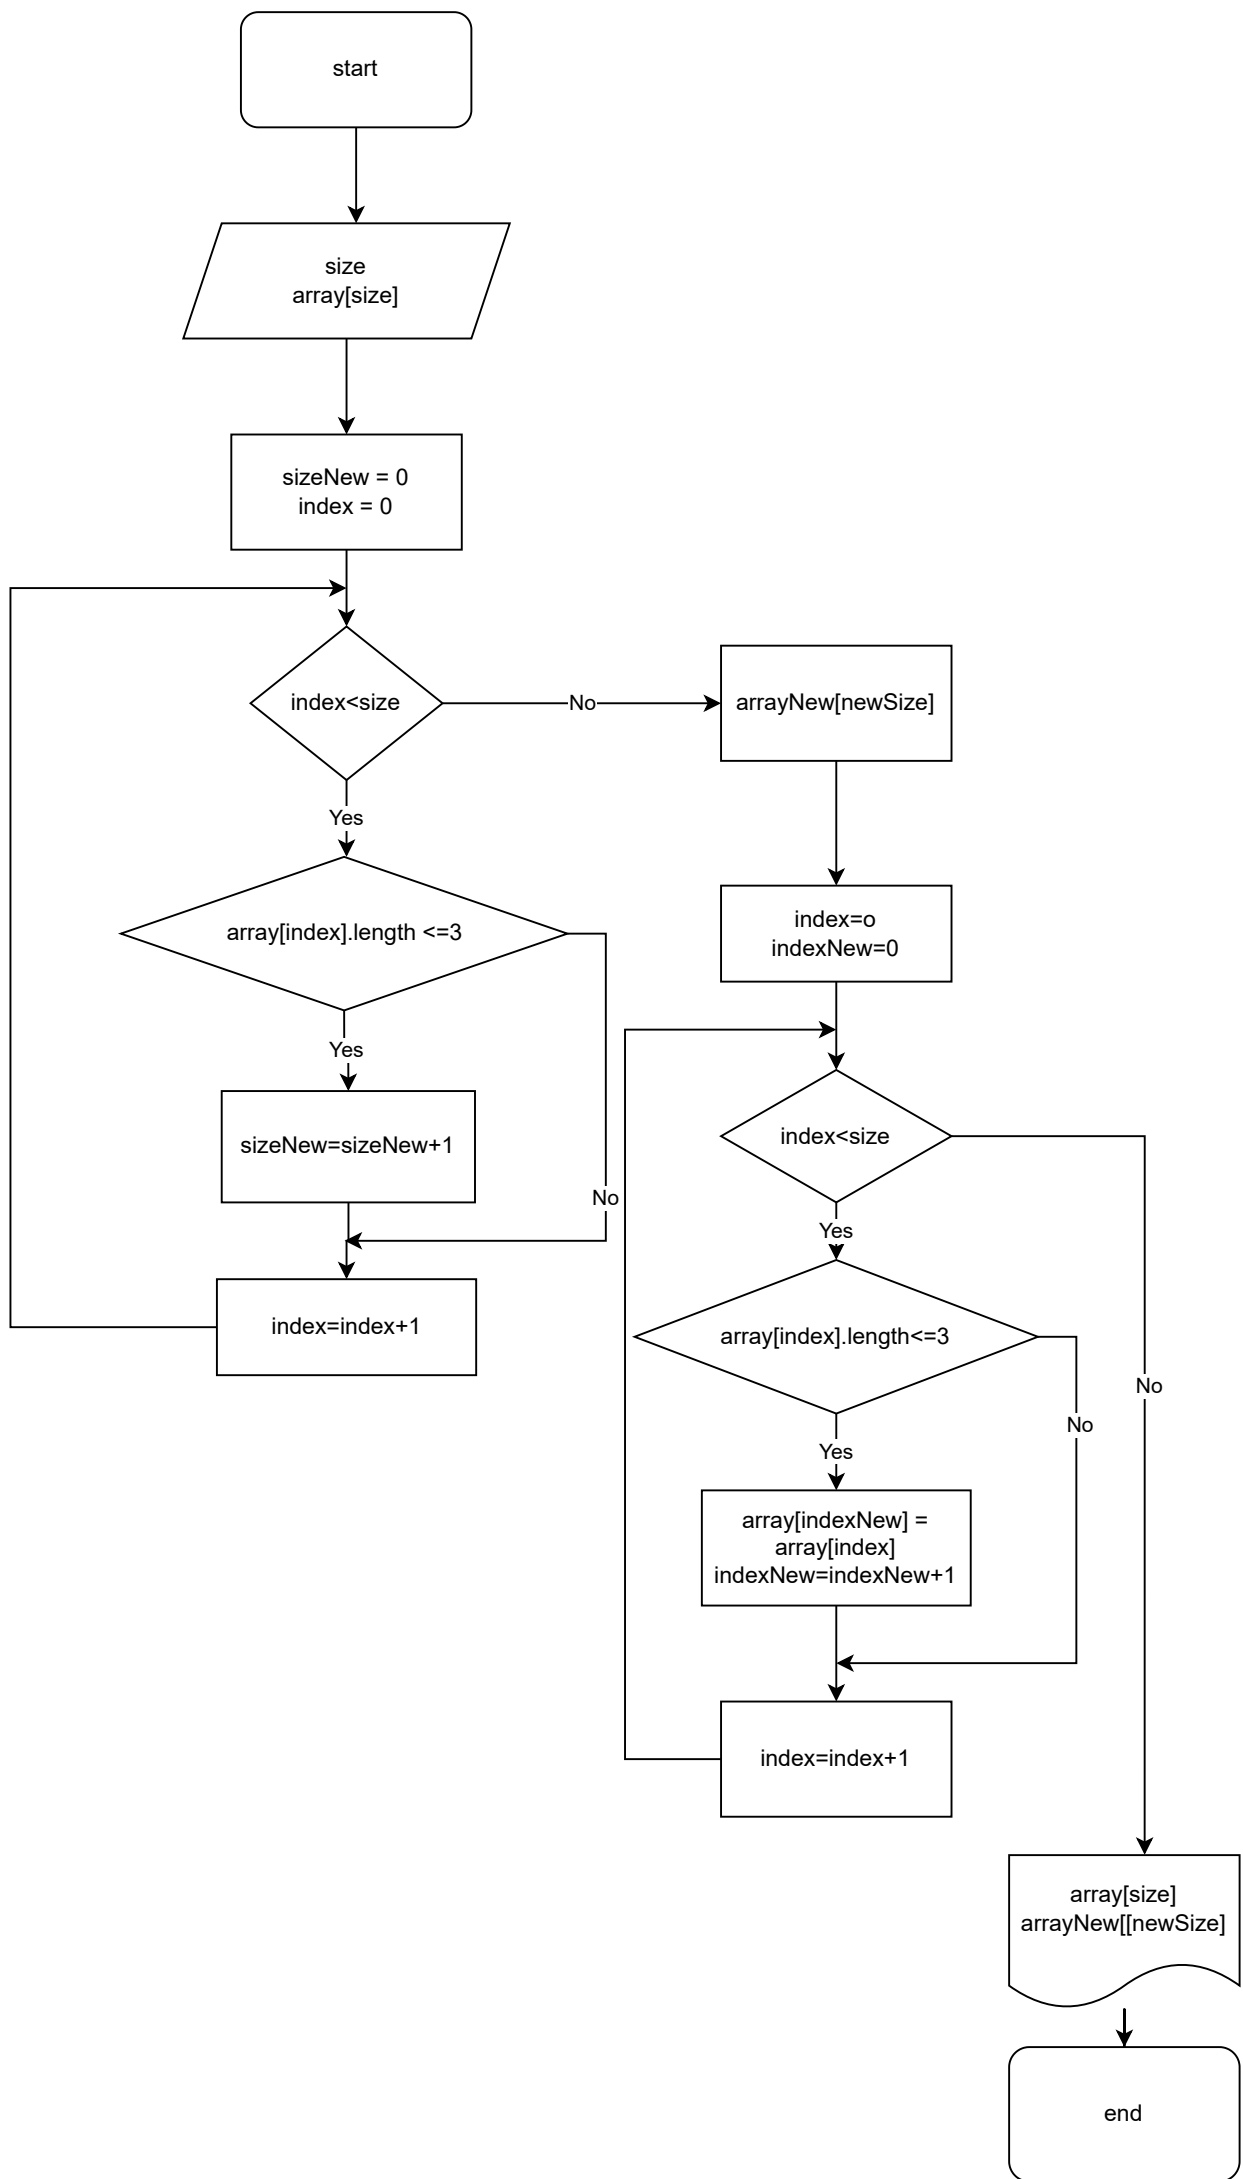 start
size
array[size]
sizeNew = 0
index = 0
index<size
No
arrayNew[newSize]
Yes
array[index].length <=3
Yes
sizeNew=sizeNew+1
No
index=index+1
index=o
indexNew=0
index<size
Yes
No
array[index].length<=3
No
Yes
array[indexNew] =
array[index]
indexNew=indexNew+1
index=index+1
array[size]
arrayNew[[newSize]
end